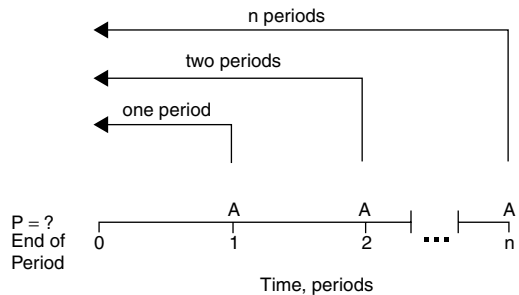 n periods
two periods
one period
A A A
P = ?
End of 0 1 2 ... n
Period
Time, periods